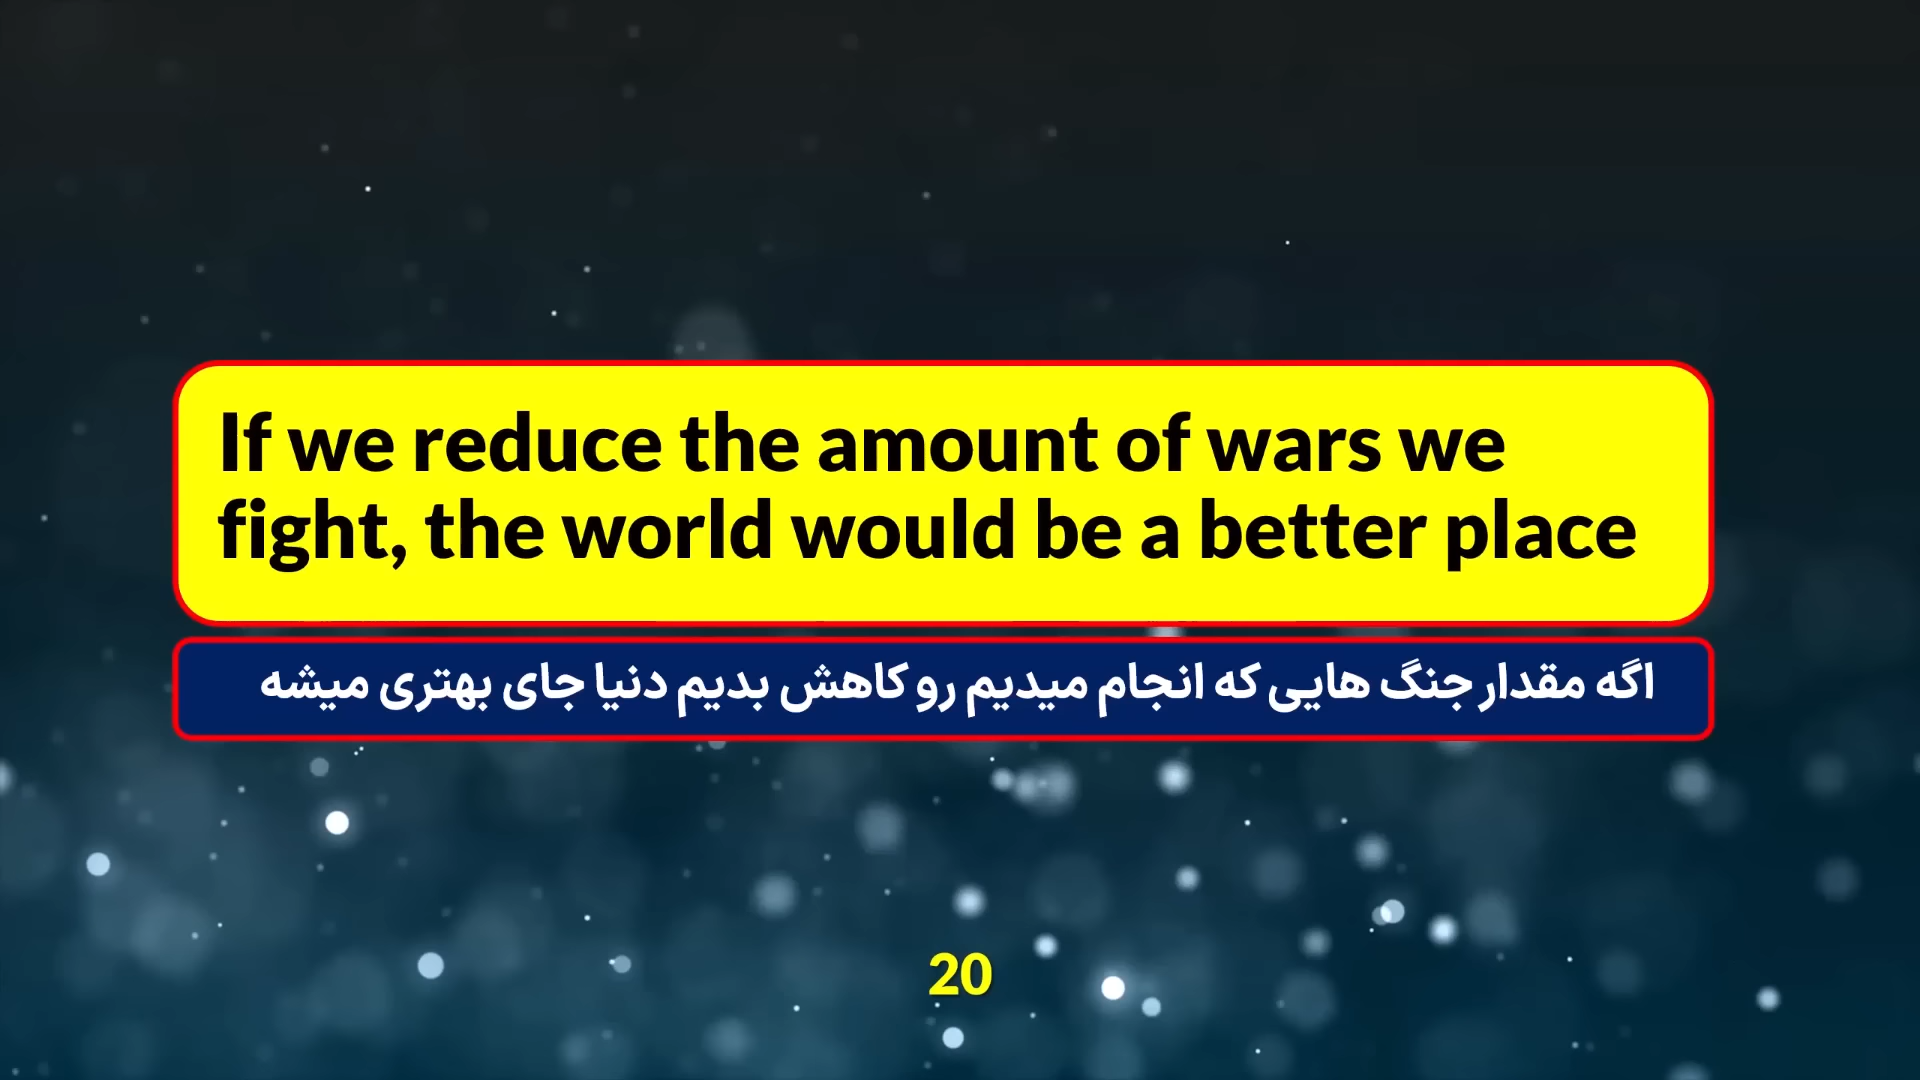 If we reduce the amount of wars we
fight, the world would be a better place
اگه مقدار جنگ هایی که انجام میدیم رو کاهش بدیم دنیا جای بهتری میشه
20